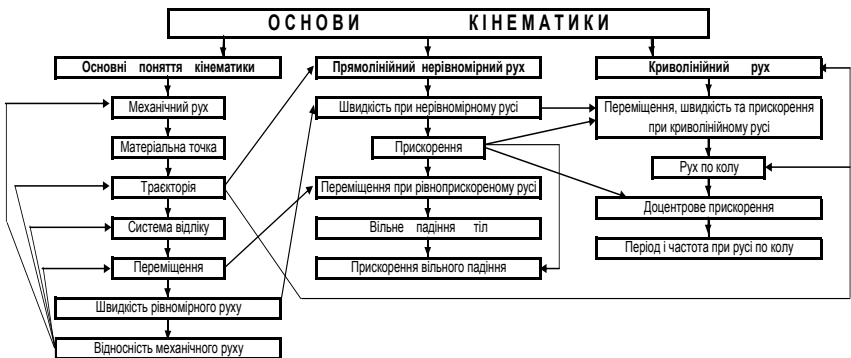 ОСНОВИ КІНЕМАТИКИ
Основні поняття кінематики
Механічний рух
Матеріальна точка
Траєкторія
Система відліку
Переміщення
Швидкість рівномірного руху
Відносність механічного руху
Прямолінійний нерівномірний рух
Швидкість при нерівномірному русі
Прискорення
Переміщення при рівноприскореному русі
Вільне падіння тіл
Прискорення вільного падіння
Криволінійний рух
Переміщення, швидкість та прискорення
при криволінійному русі
Рух по колу
Доцентрове прискорення
Період і частота при русі по колу